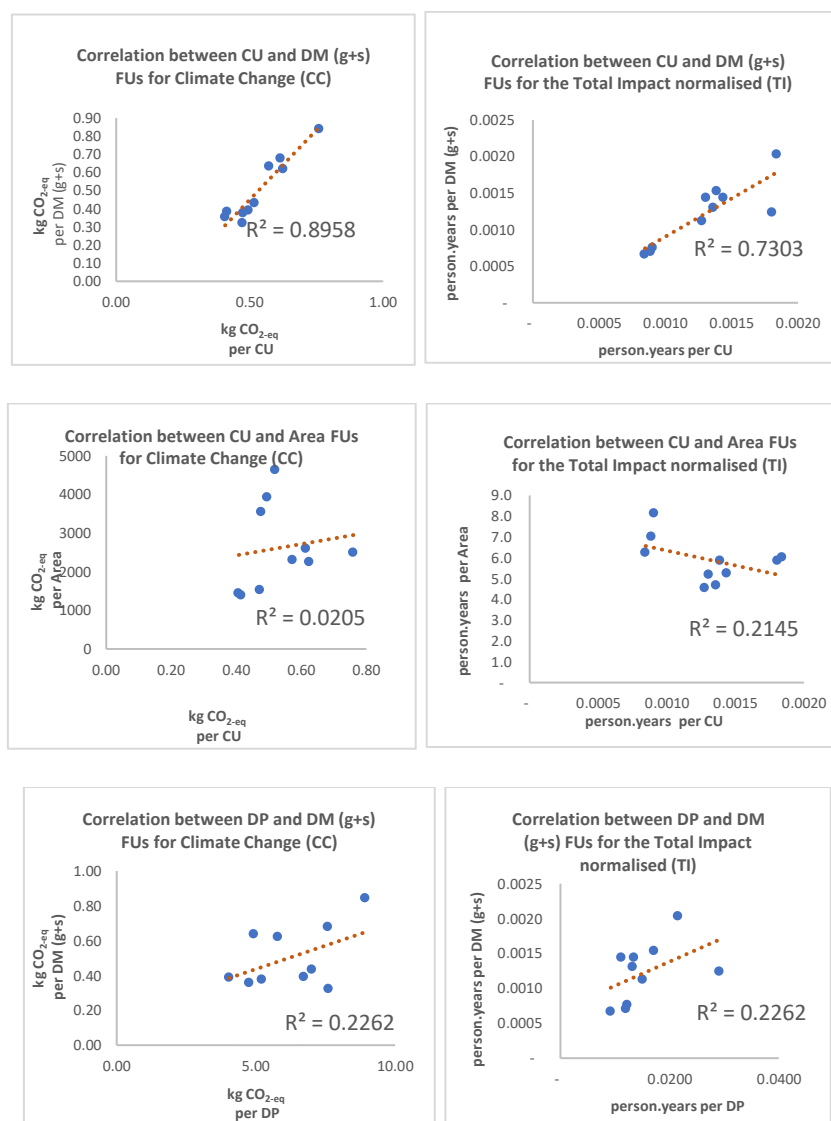 Correlation between CU and DM (g+s)
FUs for Climate Change (CC)
0.90
0.80
0.70
0.60
0.50
0.40
0.30
0.20
0.10
0.00
kg CO2-eq
per DM (g+s)
R² = 0.8958
0.00 0.50 1.00
kg CO2-eq
per CU
Correlation between CU and DM (g+s)
FUs for the Total Impact normalised (TI)
0.0025
0.0020
0.0015
0.0010
0.0005
-
person.years per DM (g+s)
R² = 0.7303
- 0.0005 0.0010 0.0015 0.0020
person.years per CU
Correlation between CU and Area FUs
for Climate Change (CC)
5000
4000
3000
2000
1000
0
kg CO2-eq
per Area
R² = 0.0205
0.00 0.20 0.40 0.60 0.80
kg CO2-eq
per CU
Correlation between CU and Area FUs
for the Total Impact normalised (TI)
9.0
8.0
7.0
6.0
5.0
4.0
3.0
2.0
1.0
-
person.years per Area
R² = 0.2145
- 0.0005 0.0010 0.0015 0.0020
person.years per CU
Correlation between DP and DM (g+s)
FUs for Climate Change (CC)
1.00
0.80
0.60
0.40
0.20
0.00
kg CO2-eq
per DM (g+s)
R² = 0.2262
0.00 5.00 10.00
kg CO2-eq
per DP
Correlation between DP and DM
(g+s) FUs for the Total Impact
normalised (TI)
0.0025
0.0020
0.0015
0.0010
0.0005
-
person.years per DM (g+s)
R² = 0.2262
- 0.0200 0.0400
person.years per DP